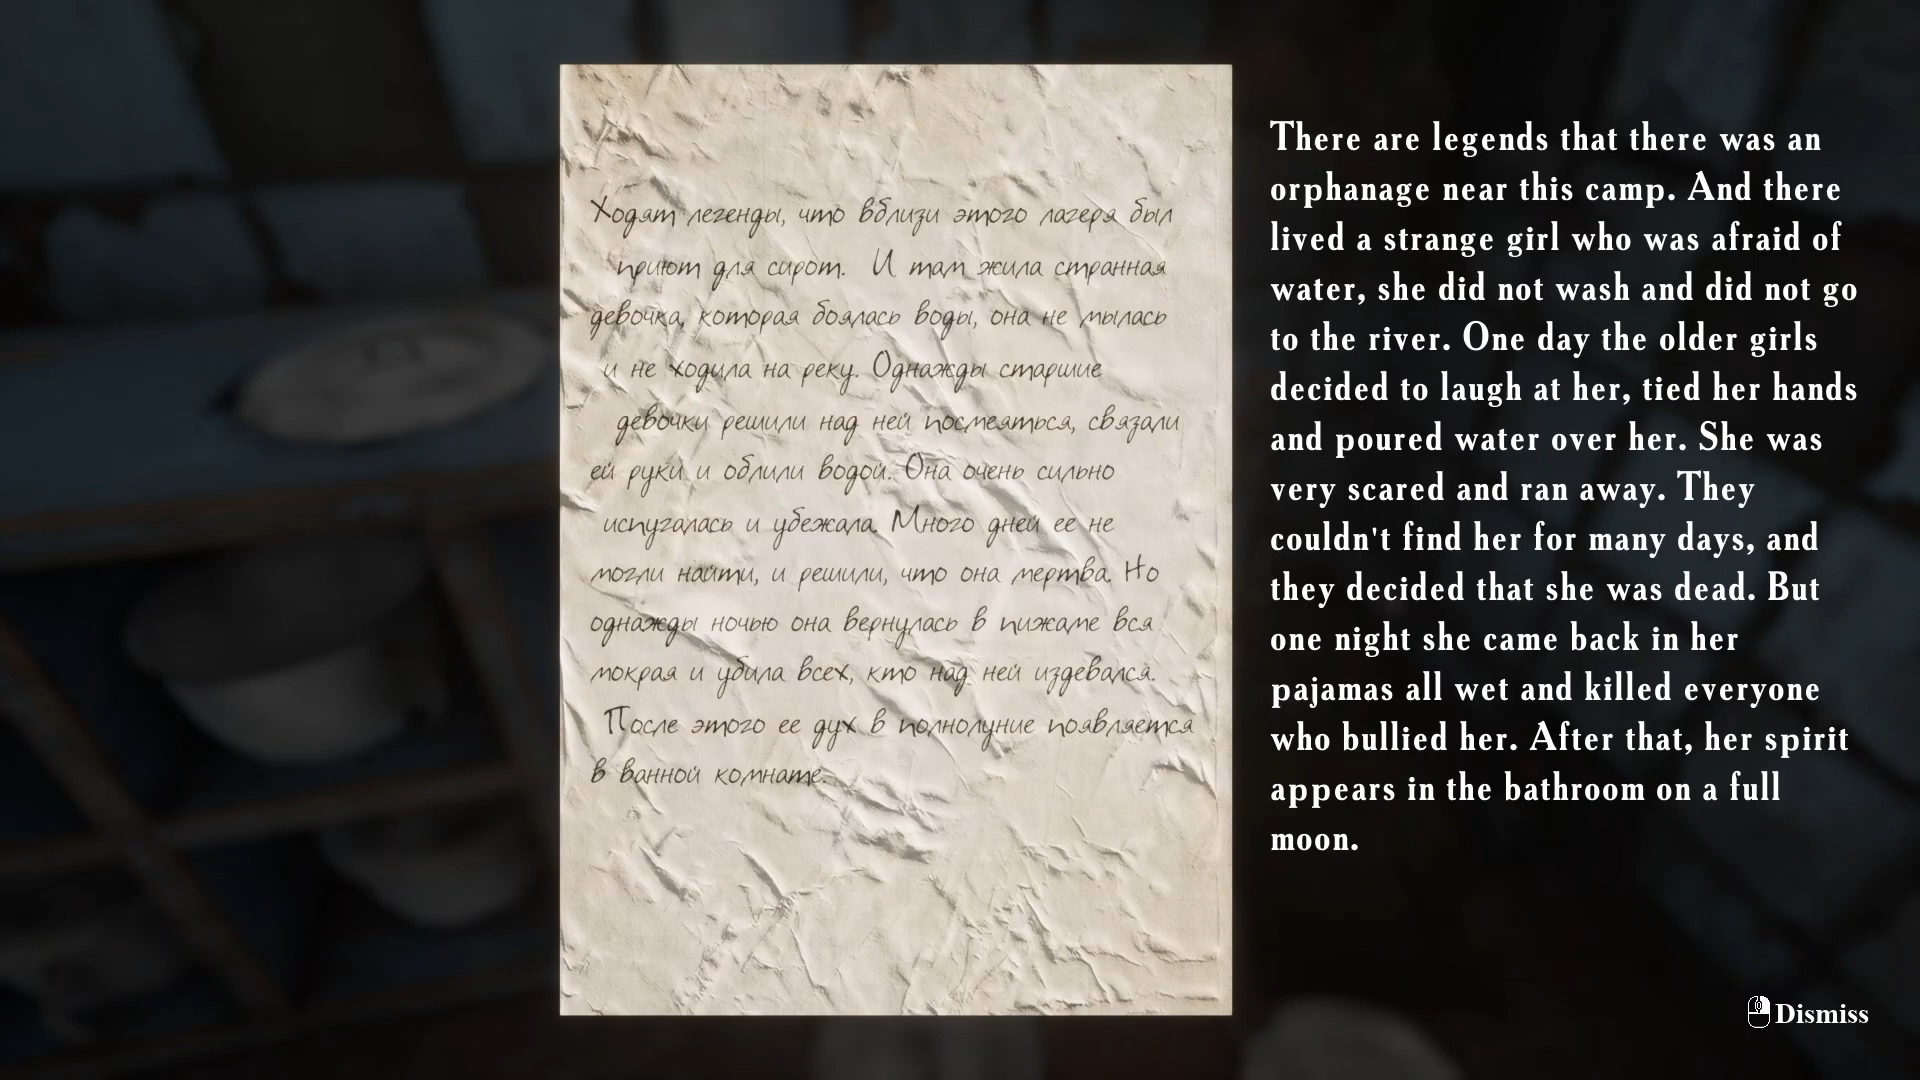 Ходят легенды, что вблизи этого лагеря был
приют для сирот. И там жила странная
девочка, которая боялась воды, она не мылась
и не ходила на реку. Однажды старшие
девочки решили над ней посмеяться, связали
ей руки и облили водой. Она очень сильно
испугалась и убежала. Много дней ее не
могли найти, и решили, что она мертва. Но
однажды ночью она вернулась в пижаме вся
мокрая и убила всех, кто над ней издевался.
После этого ее дух в полнолуние появляется
в ванной комнате.
There are legends that there was an
orphanage near this camp. And there
lived a strange girl who was afraid of
water, she did not wash and did not go
to the river. One day the older girls
decided to laugh at her, tied her hands
and poured water over her. She was
very scared and ran away. They
couldn't find her for many days, and
they decided that she was dead. But
one night she came back in her
pajamas all wet and killed everyone
who bullied her. After that, her spirit
appears in the bathroom on a full
moon.
Dismiss